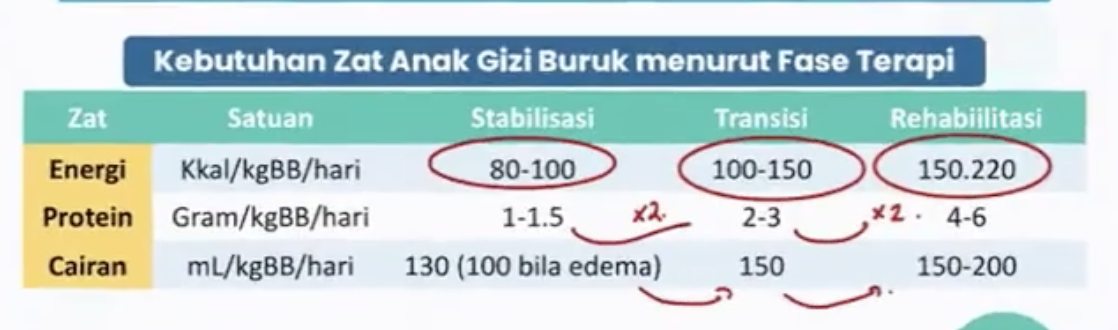 Kebutuhan Zat Anak Gizi Buruk menurut Fase Terapi
Zat Satuan Stabilisasi Transisi Rehabiilitasi
Energi Kkal/kgBB/hari 80-100 100-150 150.220
Protein Gram/kgBB/hari 1-1.5 x2. 2-3 x2. 4-6
Cairan mL/kgBB/hari 130 (100 bila edema) 150 150-200